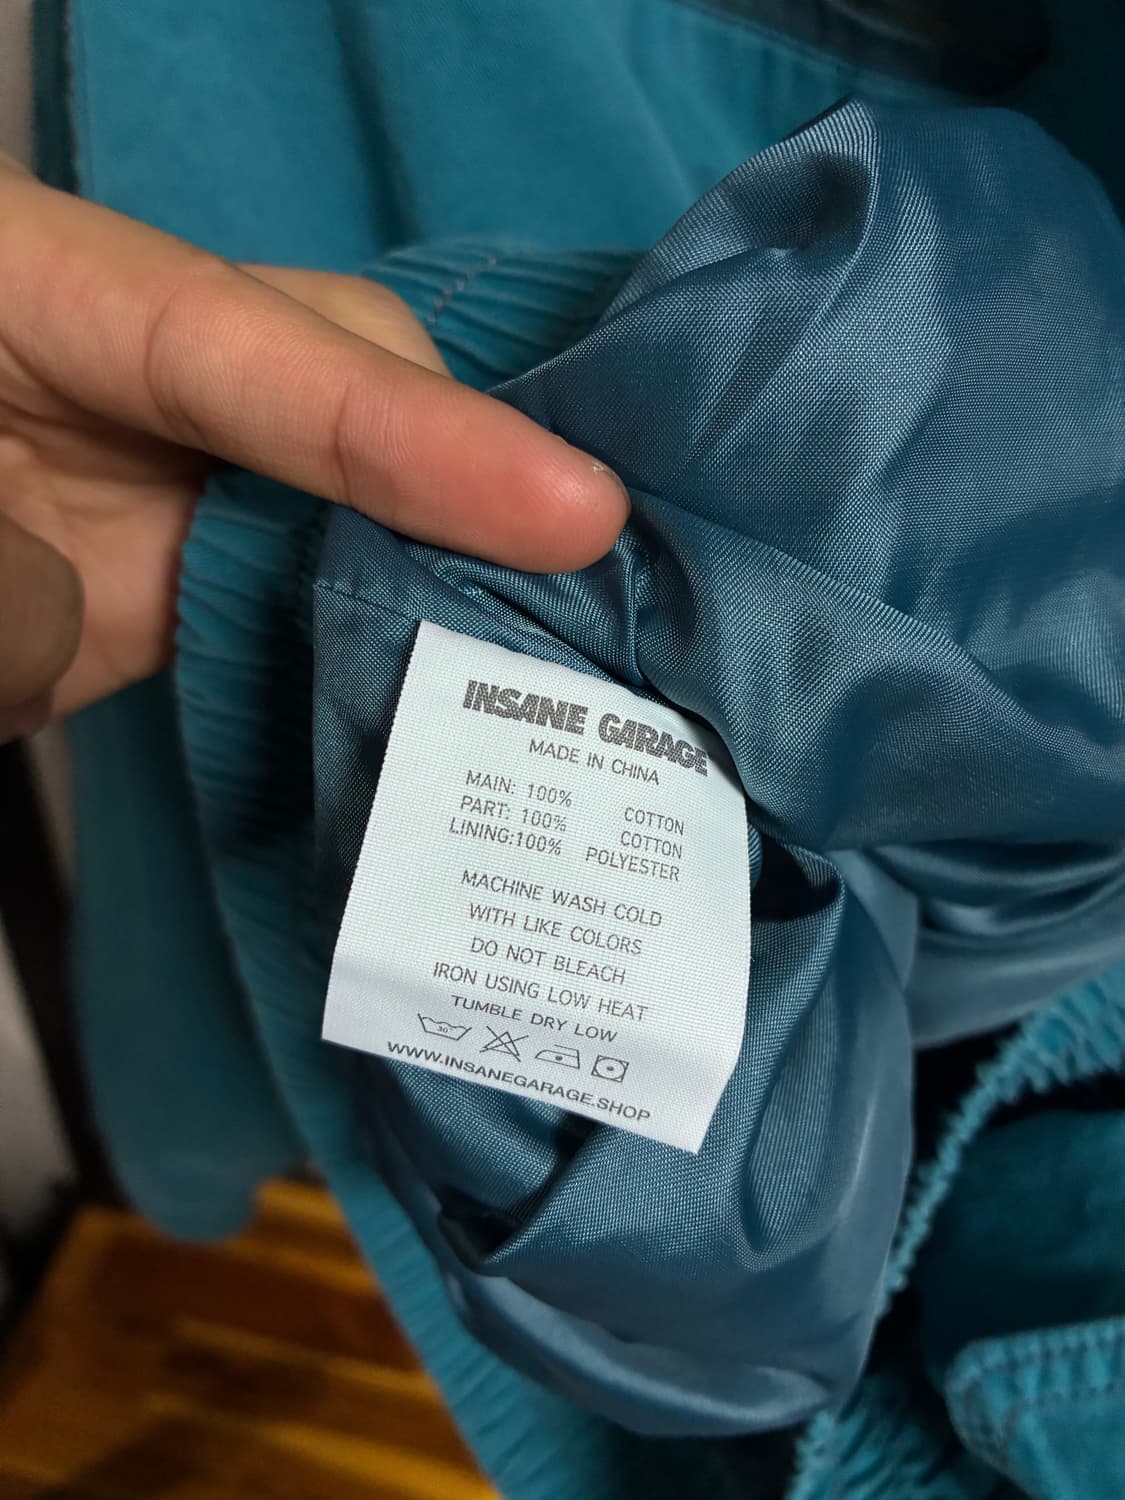 INSANE GARAGE
MADE IN CHINA
MAIN: 100% COTTON
PART: 100% COTTON
LINING:100% POLYESTER
MACHINE WASH COLD
WITH LIKE COLORS
DO NOT BLEACH
IRON USING LOW HEAT
TUMBLE DRY LOW
30°
WWW.INSANEGARAGE.SHOP